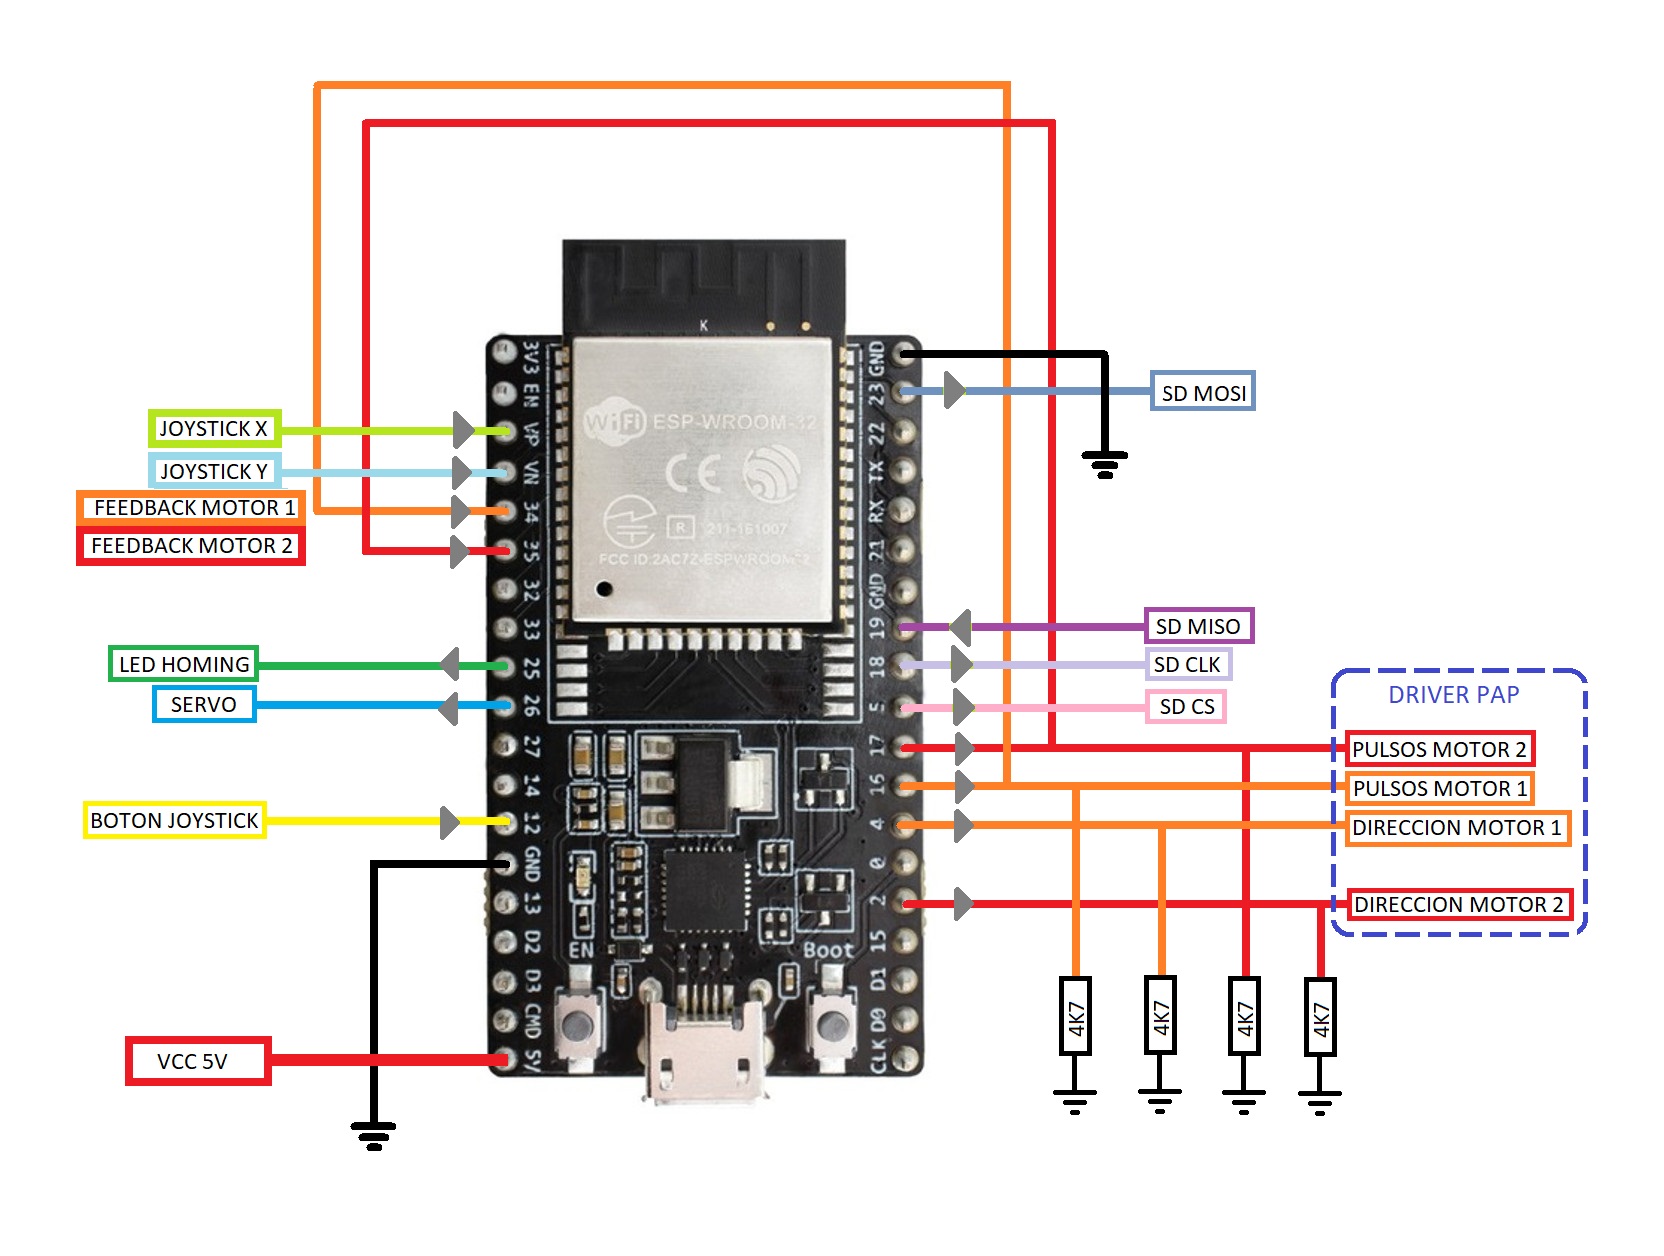 K
WiFi ESP-WROOM-32
CE
R 211-161007
JOYSTICK X
JOYSTICK Y
FEEDBACK MOTOR 1
FEEDBACK MOTOR 2
LED HOMING
SERVO
BOTON JOYSTICK
VCC 5V
3V3
EN
VP
VN
34
35
32
33
25
26
27
14
12
GND
13
D2
D3
CMD
5V
EN
Boot
GND
23
22
TX
RX
21
GND
19
18
5
17
16
4
0
2
15
D1
D0
CLK
SD MOSI
SD MISO
SD CLK
SD CS
DRIVER PAP
PULSOS MOTOR 2
PULSOS MOTOR 1
DIRECCION MOTOR 1
DIRECCION MOTOR 2
4K7
4K7
4K7
4K7